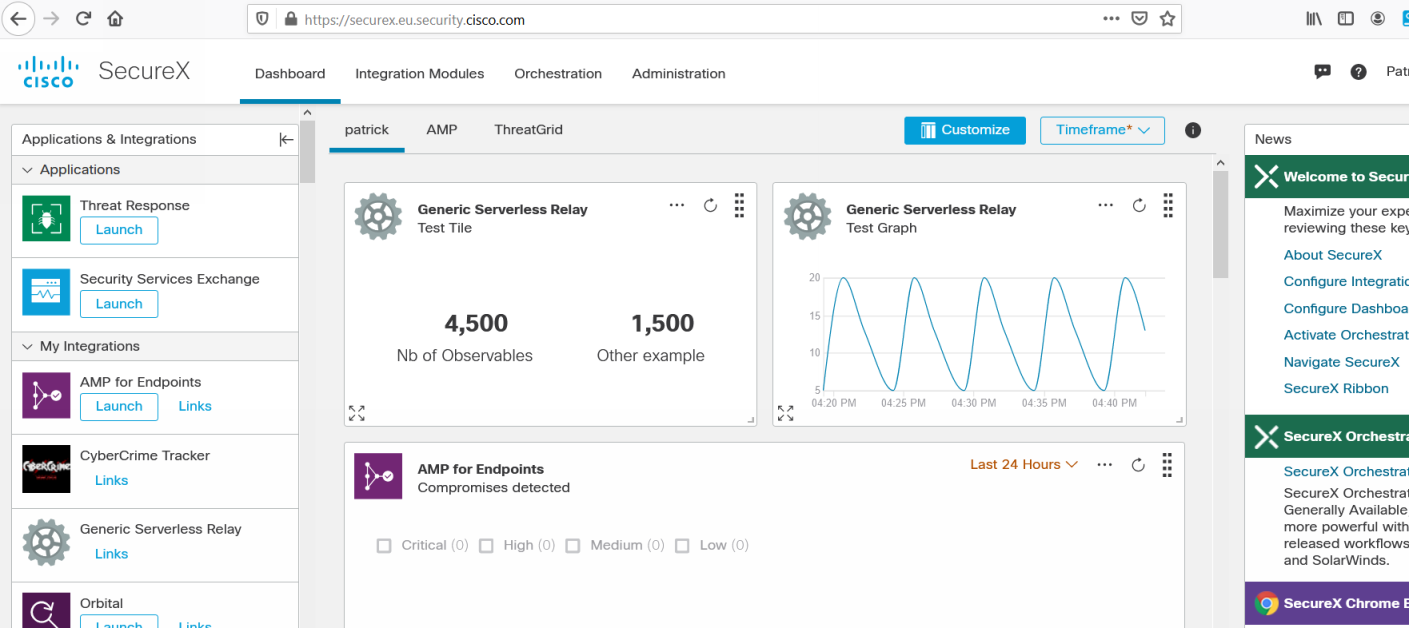 https://securex.eu.security.cisco.com
CISCO SecureX
Dashboard Integration Modules Orchestration Administration
Applications & Integrations
Applications
Threat Response
Launch
Security Services Exchange
Launch
My Integrations
AMP for Endpoints
Launch Links
CyberCrime Tracker
Links
Generic Serverless Relay
Links
Orbital
Launch Links
patrick AMP ThreatGrid
Customize Timeframe*
Generic Serverless Relay
Test Tile
4,500 1,500
Nb of Observables Other example
Generic Serverless Relay
Test Graph
20
15
10
5
04:20 PM 04:25 PM 04:30 PM 04:35 PM 04:40 PM
AMP for Endpoints
Compromises detected
Last 24 Hours
Critical (0) High (0) Medium (0) Low (0)
News
Welcome to Secur
Maximize your expe
reviewing these key
About SecureX
Configure Integratio
Configure Dashboa
Activate Orchestrat
Navigate SecureX
SecureX Ribbon
SecureX Orchestra
SecureX Orchestrat
SecureX Orchestrat
Generally Available
more powerful with
released workflows
and SolarWinds.
SecureX Chrome E